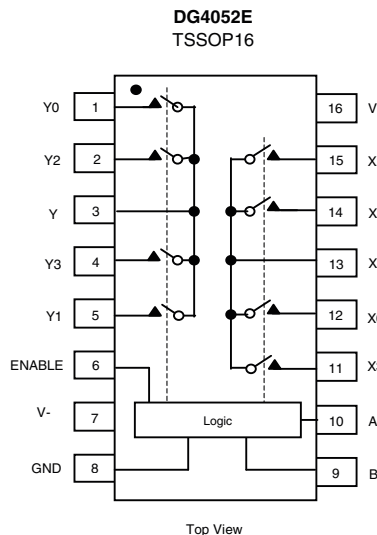 DG4052E
TSSOP16
Y0 1 16 V
Y2 2 15 X
Y 3 14 X
Y3 4 13 X
Y1 5 12 X
ENABLE 6 11 X
V- 7 Logic 10 A
GND 8 9 B
Top View